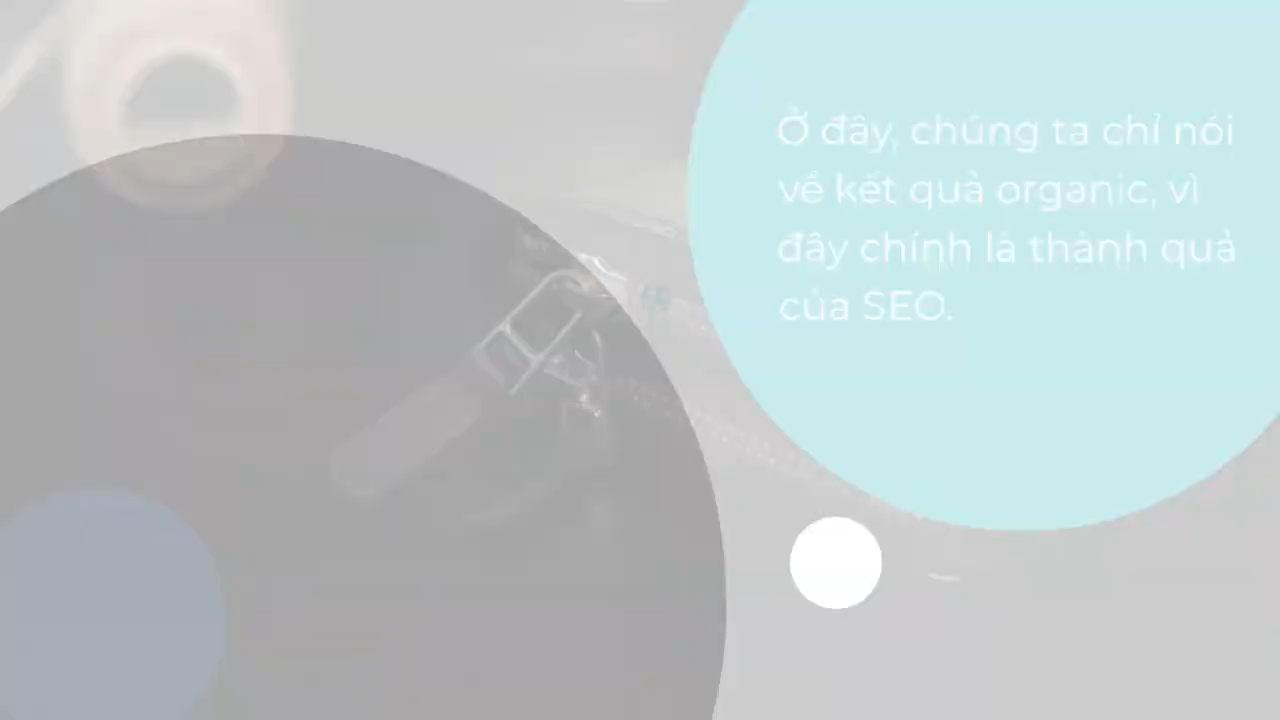 Ở đây, chúng ta chỉ nói
về kết quả organic, vì
đây chính là thành quả
của SEO.